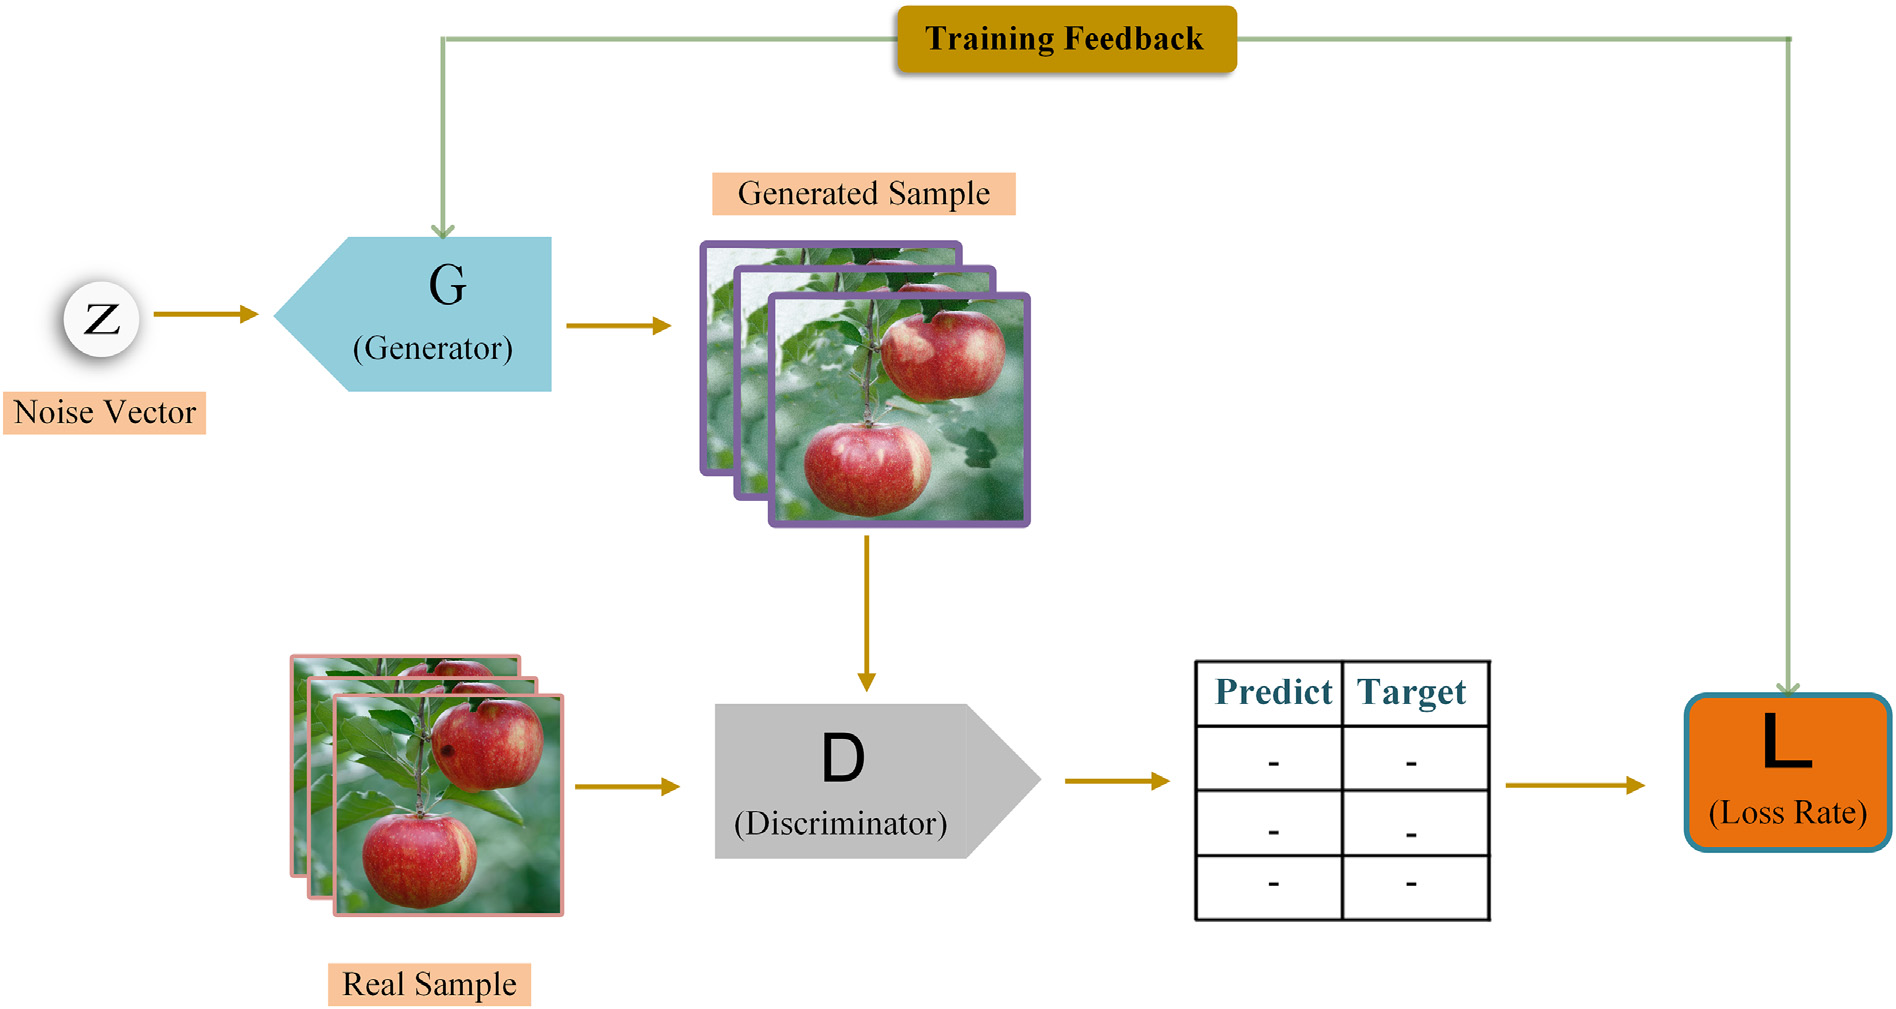 Training Feedback
Generated Sample
G
(Generator)
Z
Noise Vector
Predict Target
- -
- -
- -
D
(Discriminator)
L
(Loss Rate)
Real Sample